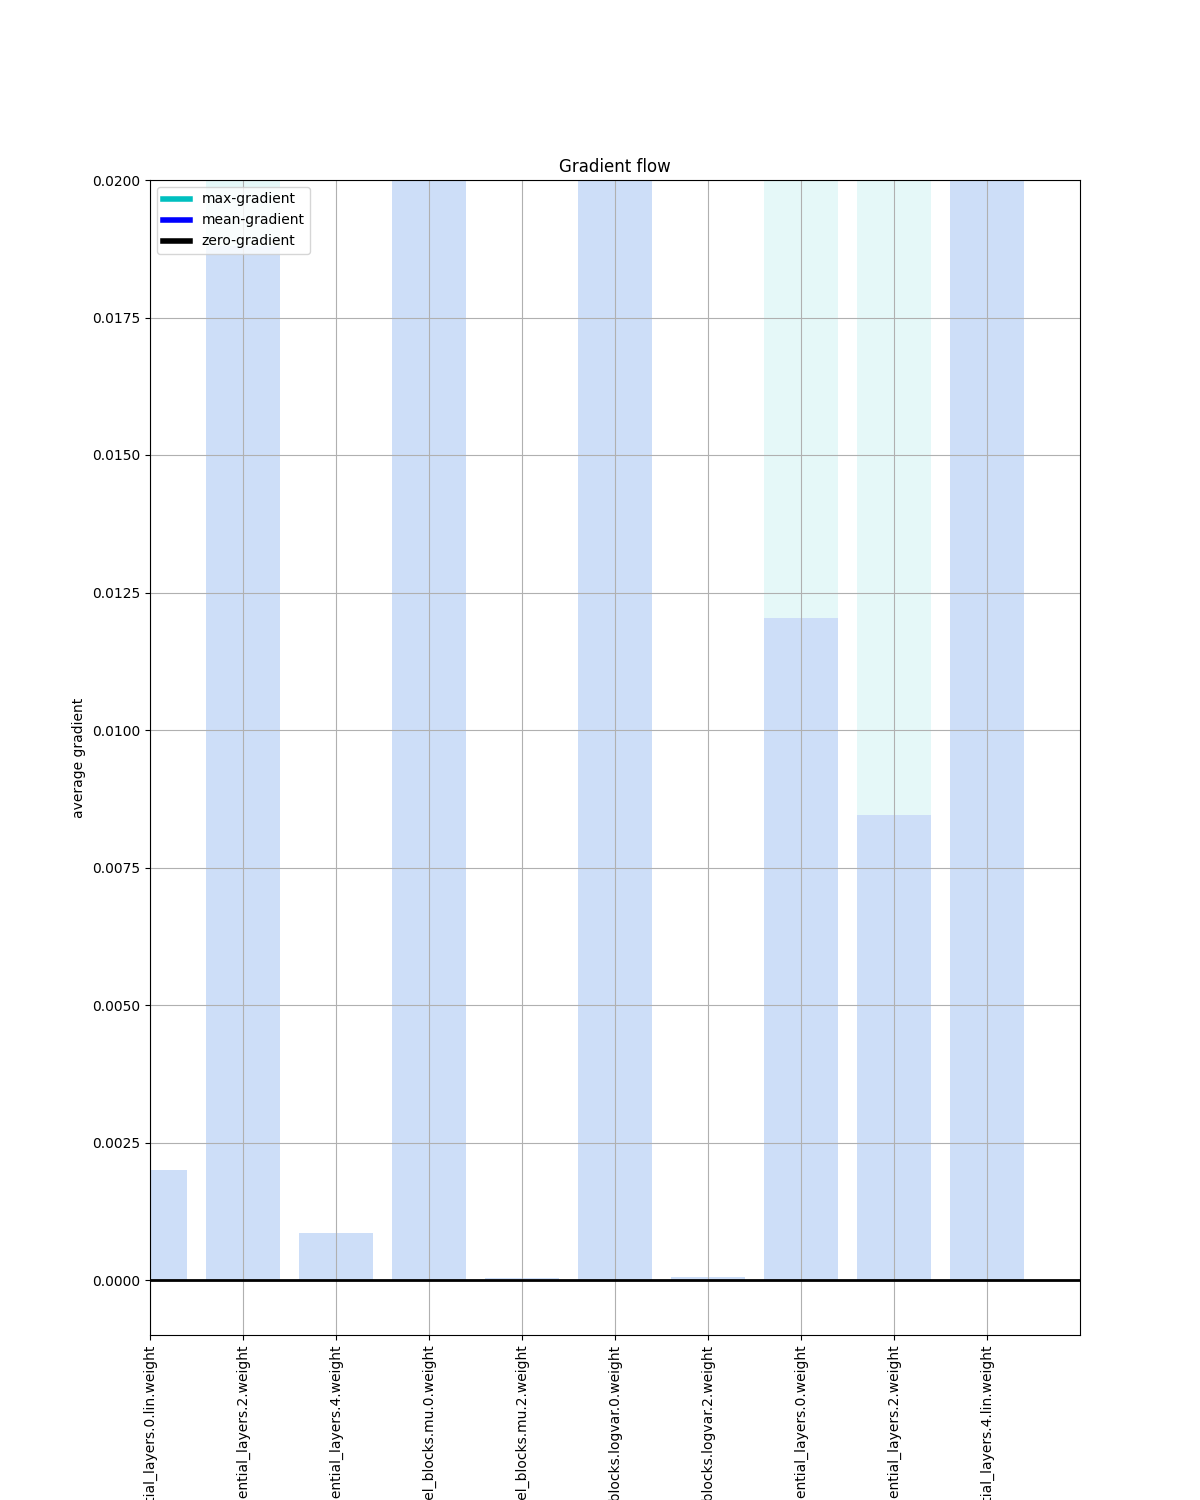 Gradient flow
max-gradient
mean-gradient
zero-gradient
0.0200
0.0175
0.0150
0.0125
0.0100
0.0075
0.0050
0.0025
0.0000
average gradient
tial_layers.0.lin.weight
ential_layers.2.weight
ential_layers.4.weight
el_blocks.mu.0.weight
el_blocks.mu.2.weight
blocks.logvar.0.weight
blocks.logvar.2.weight
ential_layers.0.weight
ential_layers.2.weight
tial_layers.4.lin.weight